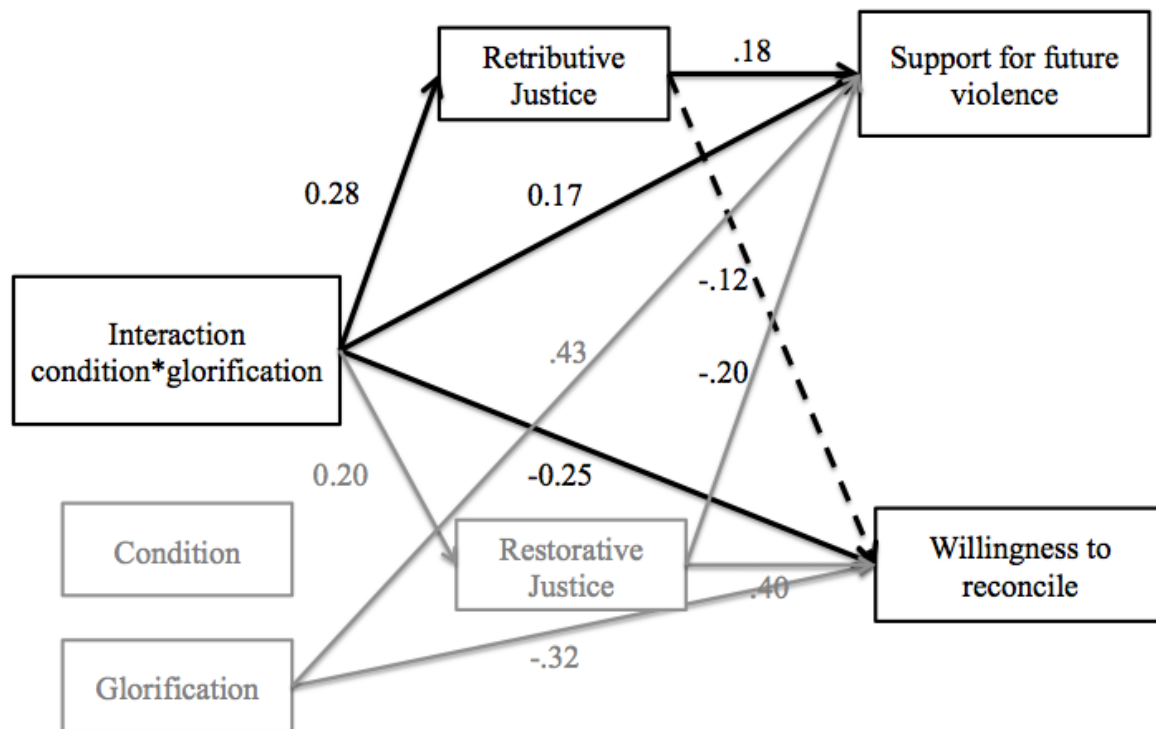 Retributive
Justice
.18
Support for future
violence
0.28
0.17
-.12
Interaction
condition*glorification
.43
-.20
0.20
-0.25
Condition
Restorative
Justice
.40
Willingness to
reconcile
Glorification
-.32